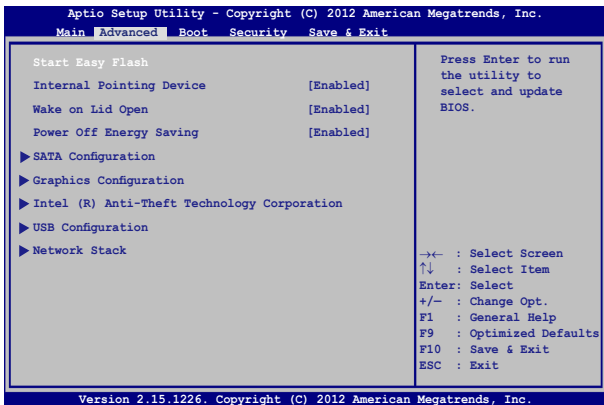 Aptio Setup Utility - Copyright (C) 2012 American Megatrends, Inc.
Main Advanced Boot Security Save & Exit
Start Easy Flash
Internal Pointing Device [Enabled]
Wake on Lid Open [Enabled]
Power Off Energy Saving [Enabled]
▶ SATA Configuration
▶ Graphics Configuration
▶ Intel (R) Anti-Theft Technology Corporation
▶ USB Configuration
▶ Network Stack
Press Enter to run
the utility to
select and update
BIOS.
→← : Select Screen
↑↓ : Select Item
Enter: Select
+/— : Change Opt.
F1 : General Help
F9 : Optimized Defaults
F10 : Save & Exit
ESC : Exit
Version 2.15.1226. Copyright (C) 2012 American Megatrends, Inc.